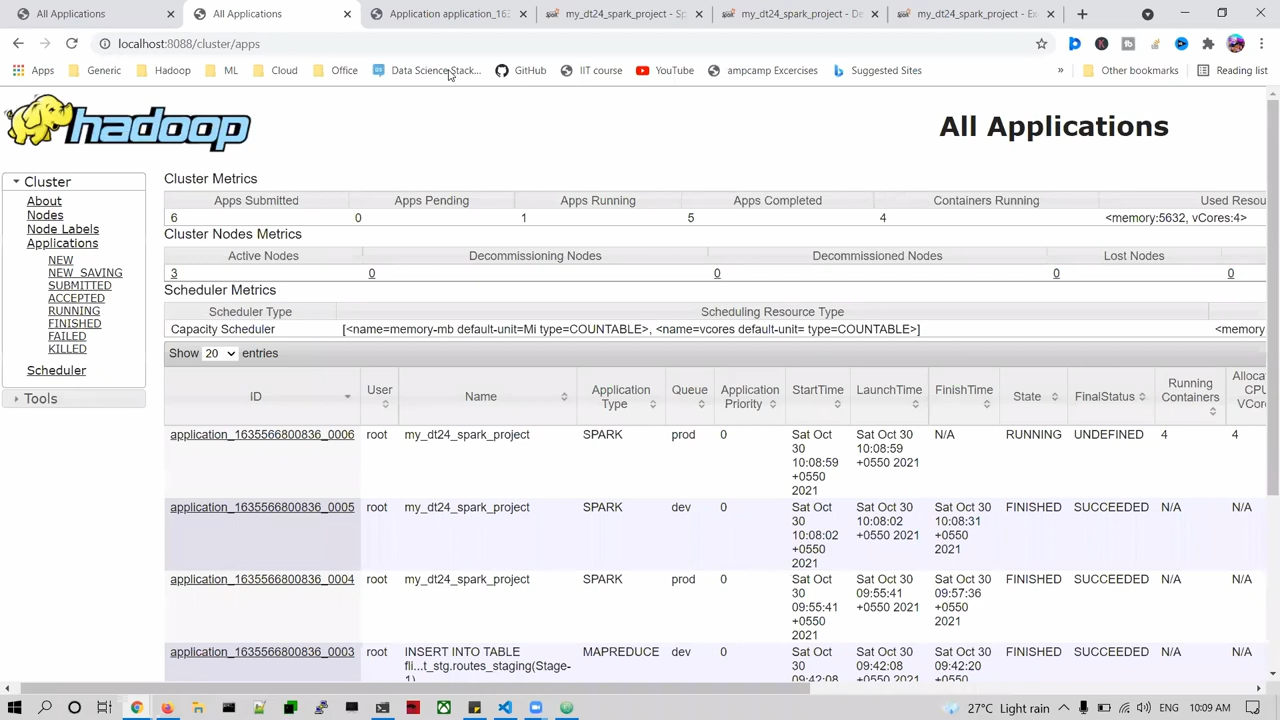 All Applications
All Applications
Application application_163
my_dt24_spark_project - Sp
my_dt24_spark_project - De
my_dt24_spark_project - Ex
localhost:8088/cluster/apps
Apps
Generic
Hadoop
ML
Cloud
Office
Data Science Stack...
GitHub
IIT course
YouTube
ampcamp Excercises
Suggested Sites
»
Other bookmarks
Reading list
hadoop
All Applications
Cluster
About
Nodes
Node Labels
Applications
NEW
NEW_SAVING
SUBMITTED
ACCEPTED
RUNNING
FINISHED
FAILED
KILLED
Scheduler
Tools
Cluster Metrics
Apps Submitted Apps Pending Apps Running Apps Completed Containers Running Used Resou
6 0 1 5 4 <memory:5632, vCores:4>
Cluster Nodes Metrics
Active Nodes Decommissioning Nodes Decommissioned Nodes Lost Nodes
3 0 0 0 0
Scheduler Metrics
Scheduler Type Scheduling Resource Type
Capacity Scheduler [<name=memory-mb default-unit=Mi type=COUNTABLE>, <name=vcores default-unit= type=COUNTABLE>] <memory
Show 20 entries
ID
User
Name
Application
Type
Queue
Application
Priority
StartTime
LaunchTime
FinishTime
State
FinalStatus
Running
Containers
Alloca
CPU
VCore
application_1635566800836_0006
root
my_dt24_spark_project
SPARK
prod
0
Sat Oct
30
10:08:59
+0550
2021
Sat Oct 30
10:08:59
+0550 2021
N/A
RUNNING
UNDEFINED
4
4
application_1635566800836_0005
root
my_dt24_spark_project
SPARK
dev
0
Sat Oct
30
10:08:02
+0550
2021
Sat Oct 30
10:08:02
+0550 2021
Sat Oct 30
10:08:31
+0550
2021
FINISHED
SUCCEEDED
N/A
N/A
application_1635566800836_0004
root
my_dt24_spark_project
SPARK
prod
0
Sat Oct
30
09:55:41
+0550
2021
Sat Oct 30
09:55:41
+0550 2021
Sat Oct 30
09:57:36
+0550
2021
FINISHED
SUCCEEDED
N/A
N/A
application_1635566800836_0003
root
INSERT INTO TABLE
fli...t_stg.routes_staging(Stage-
1)
MAPREDUCE
dev
0
Sat Oct
30
09:42:08
Sat Oct 30
09:42:08
+0550 2021
Sat Oct 30
09:42:20
+0550
FINISHED
SUCCEEDED
N/A
N/A
27°C Light rain
ENG
10:09 AM